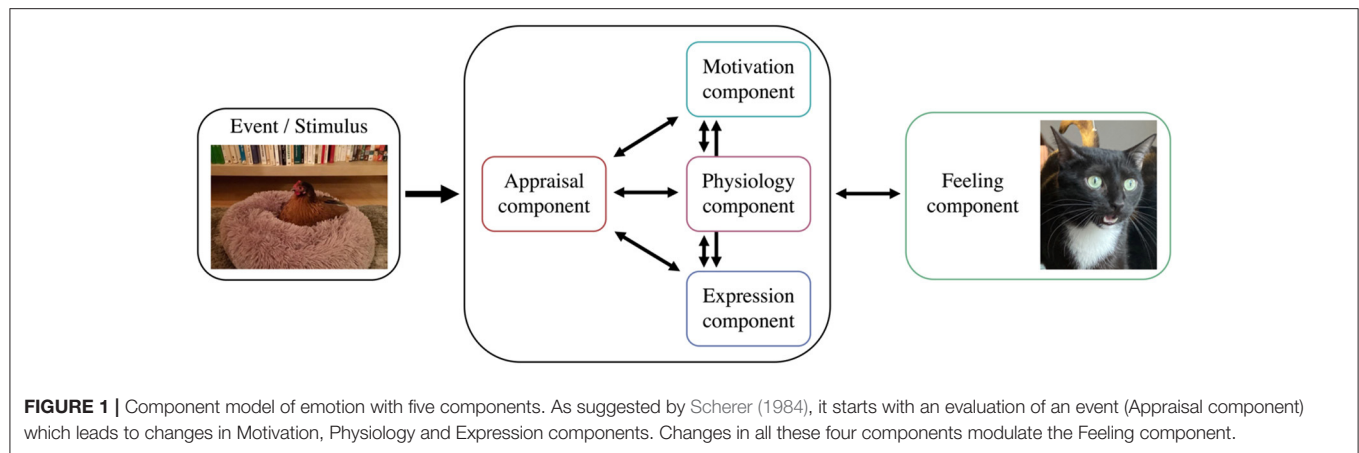 Event / Stimulus
Appraisal
component
Motivation
component
Physiology
component
Expression
component
Feeling
component
FIGURE 1 | Component model of emotion with five components. As suggested by Scherer (1984), it starts with an evaluation of an event (Appraisal component)
which leads to changes in Motivation, Physiology and Expression components. Changes in all these four components modulate the Feeling component.